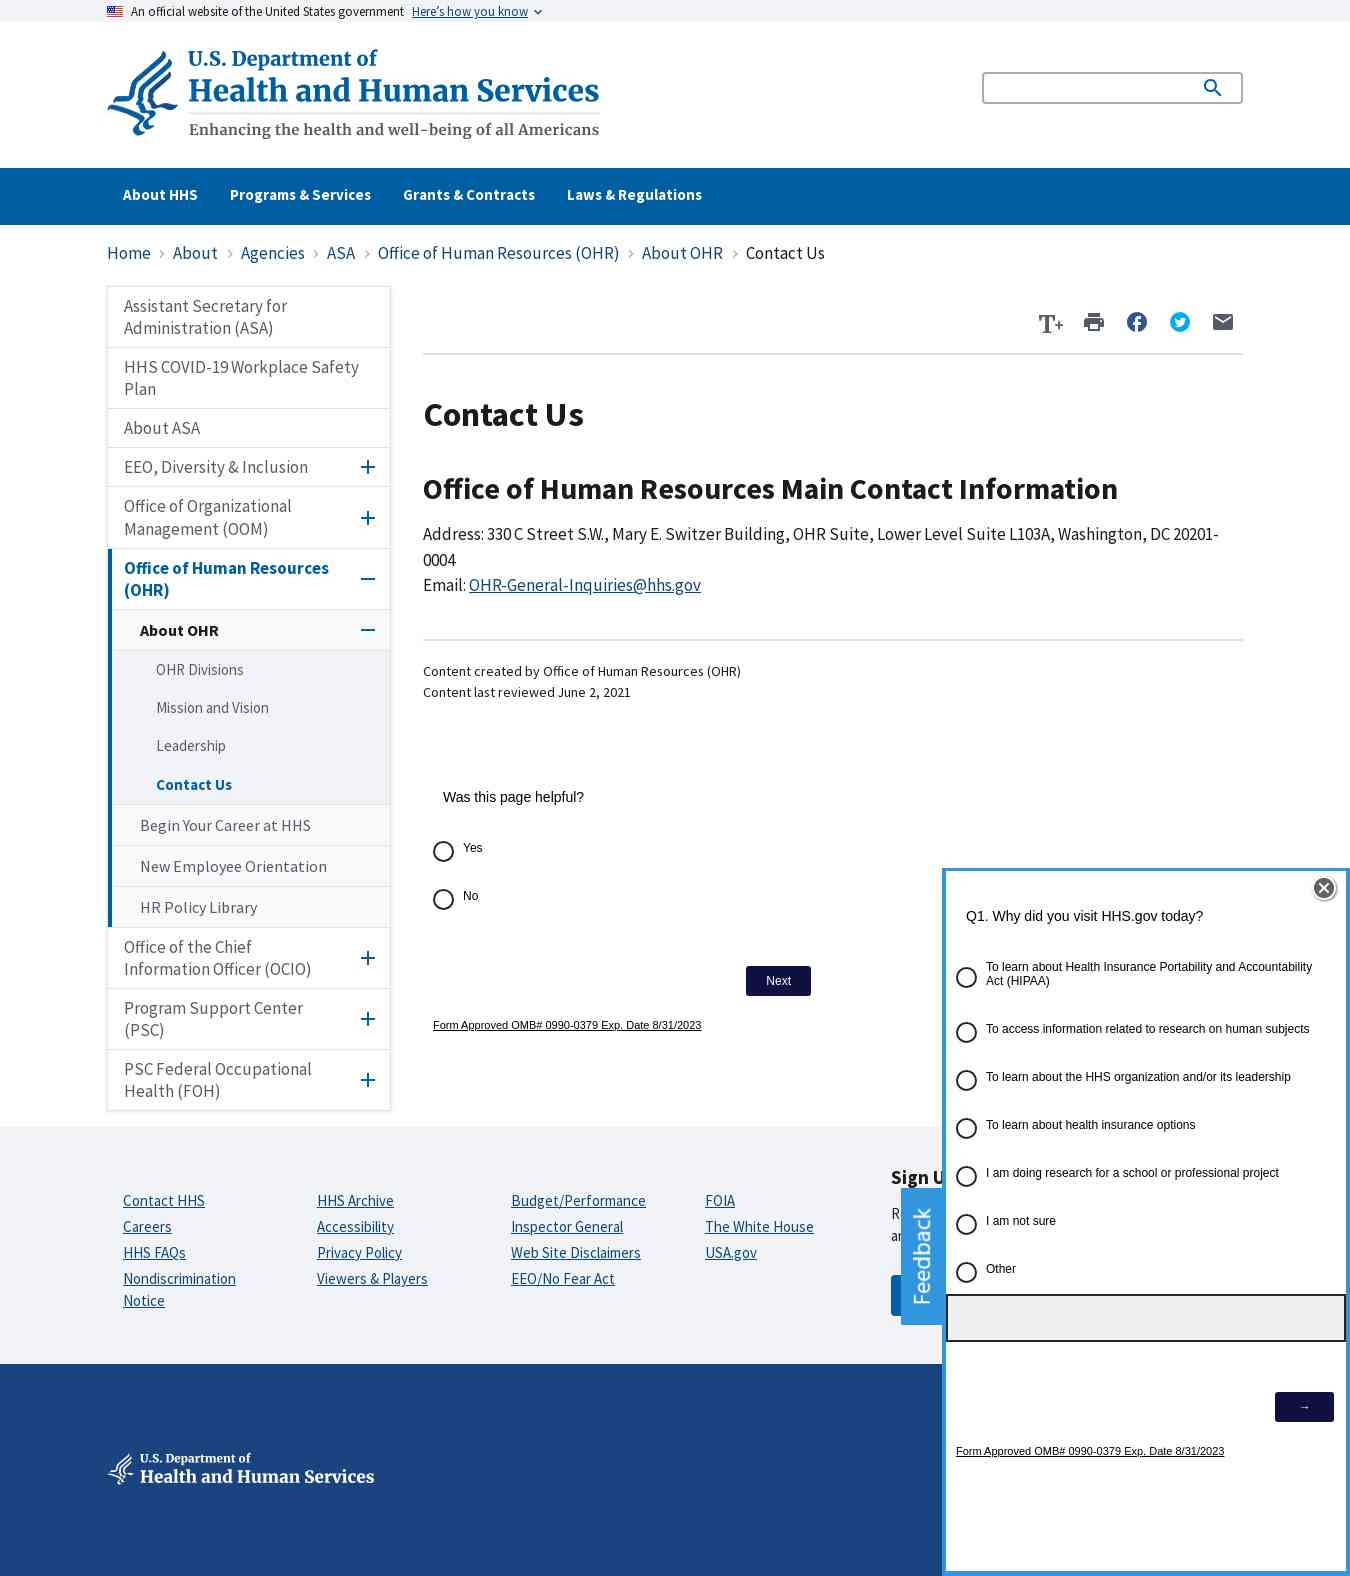 An official website of the United States government Here's how you know
U.S. Department of
Health and Human Services
Enhancing the health and well-being of all Americans
About HHS Programs & Services Grants & Contracts Laws & Regulations
Home About Agencies ASA Office of Human Resources (OHR) About OHR Contact Us
Assistant Secretary for
Administration (ASA)
HHS COVID-19 Workplace Safety
Plan
About ASA
EEO, Diversity & Inclusion
Office of Organizational
Management (OOM)
Office of Human Resources
(OHR)
About OHR
OHR Divisions
Mission and Vision
Leadership
Contact Us
Begin Your Career at HHS
New Employee Orientation
HR Policy Library
Office of the Chief
Information Officer (OCIO)
Program Support Center
(PSC)
PSC Federal Occupational
Health (FOH)
T+
Contact Us
Office of Human Resources Main Contact Information
Address: 330 C Street S.W., Mary E. Switzer Building, OHR Suite, Lower Level Suite L103A, Washington, DC 20201-
0004
Email: OHR-General-Inquiries@hhs.gov
Content created by Office of Human Resources (OHR)
Content last reviewed June 2, 2021
Was this page helpful?
Yes
No
Next
Form Approved OMB# 0990-0379 Exp. Date 8/31/2023
Q1. Why did you visit HHS.gov today?
To learn about Health Insurance Portability and Accountability
Act (HIPAA)
To access information related to research on human subjects
To learn about the HHS organization and/or its leadership
To learn about health insurance options
I am doing research for a school or professional project
I am not sure
Other
→
Form Approved OMB# 0990-0379 Exp. Date 8/31/2023
Feedback
Contact HHS
Careers
HHS FAQs
Nondiscrimination
Notice
HHS Archive
Accessibility
Privacy Policy
Viewers & Players
Budget/Performance
Inspector General
Web Site Disclaimers
EEO/No Fear Act
FOIA
The White House
USA.gov
Sign U
U.S. Department of
Health and Human Services